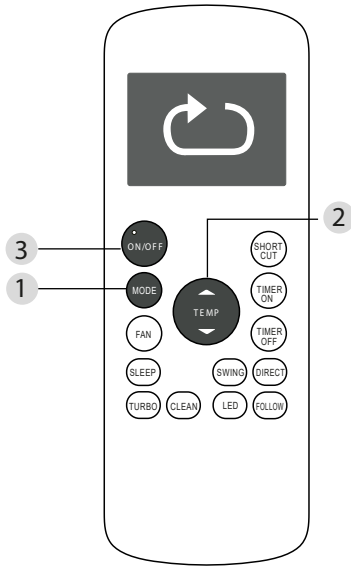 2
3
ON/OFF
SHORT
CUT
1
MODE
TEMP
TIMER
ON
FAN
TIMER
OFF
SLEEP
SWING
DIRECT
TURBO
CLEAN
LED
FOLLOW